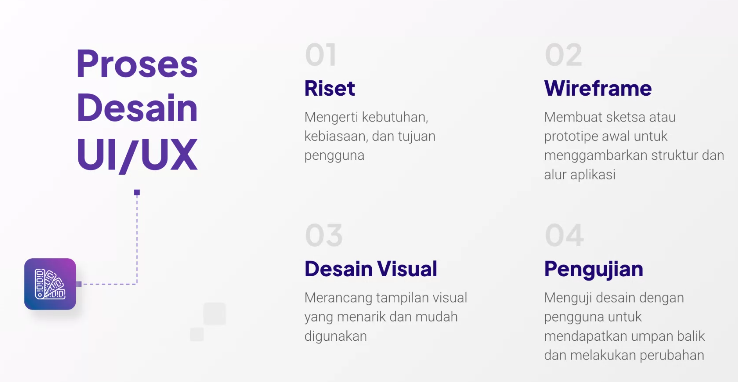 Proses
Desain
UI/UX
01
Riset
Mengerti kebutuhan,
kebiasaan, dan tujuan
pengguna
02
Wireframe
Membuat sketsa atau
prototipe awal untuk
menggambarkan struktur dan
alur aplikasi
03
Desain Visual
Merancang tampilan visual
yang menarik dan mudah
digunakan
04
Pengujian
Menguji desain dengan
pengguna untuk
mendapatkan umpan balik
dan melakukan perubahan